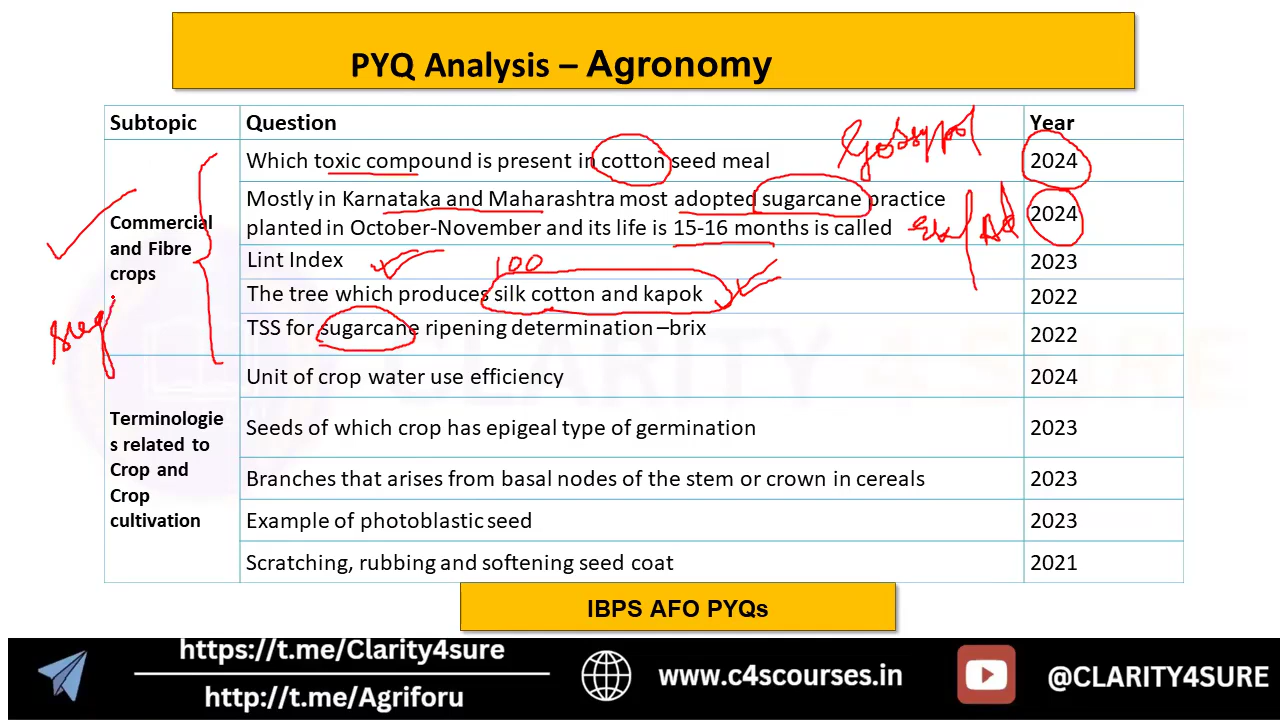 PYQ Analysis – Agronomy
Subtopic Question Year
Which toxic compound is present in cotton seed meal Gossypol 2024
Mostly in Karnataka and Maharashtra most adopted sugarcane practice
planted in October-November and its life is 15-16 months is called 2024
Commercial
and Fibre
crops
Lint Index 100 2023
The tree which produces silk cotton and kapok 2022
TSS for sugarcane ripening determination –brix 2022
Unit of crop water use efficiency 2024
Terminologie
s related to
Crop and
Crop
cultivation
Seeds of which crop has epigeal type of germination 2023
Branches that arises from basal nodes of the stem or crown in cereals 2023
Example of photoblastic seed 2023
Scratching, rubbing and softening seed coat 2021
CLARITY 4 SURE
IBPS AFO PYQs
https://t.me/Clarity4sure
http://t.me/Agriforu
www.c4scourses.in
@CLARITY4SURE